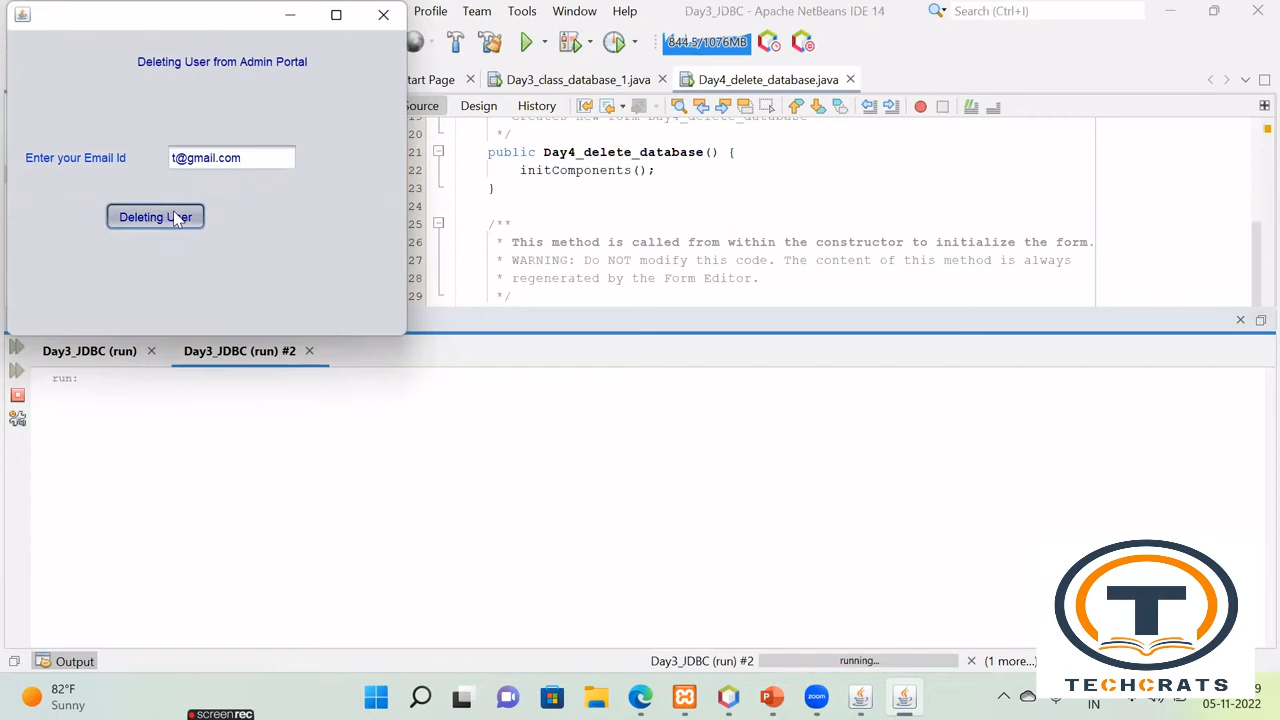 Profile Team Tools Window Help Day3_JDBC - Apache NetBeans IDE 14 Search (Ctrl+I)
844.5/1076MB
Deleting User from Admin Portal
Enter your Email Id t@gmail.com
Deleting User
tart Page Day3_class_database_1.java Day4_delete_database.java
Source Design History
20 */
21 public Day4_delete_database() {
22 initComponents();
23 }
24
25 /**
26 * This method is called from within the constructor to initialize the form.
27 * WARNING: Do NOT modify this code. The content of this method is always
28 * regenerated by the Form Editor.
29 */
Day3_JDBC (run) Day3_JDBC (run) #2
run:
Output Day3_JDBC (run) #2 running... (1 more...
T
TECHCRATS
82°F
Sunny
zoom
IN
9
05-11-2022
screenrec